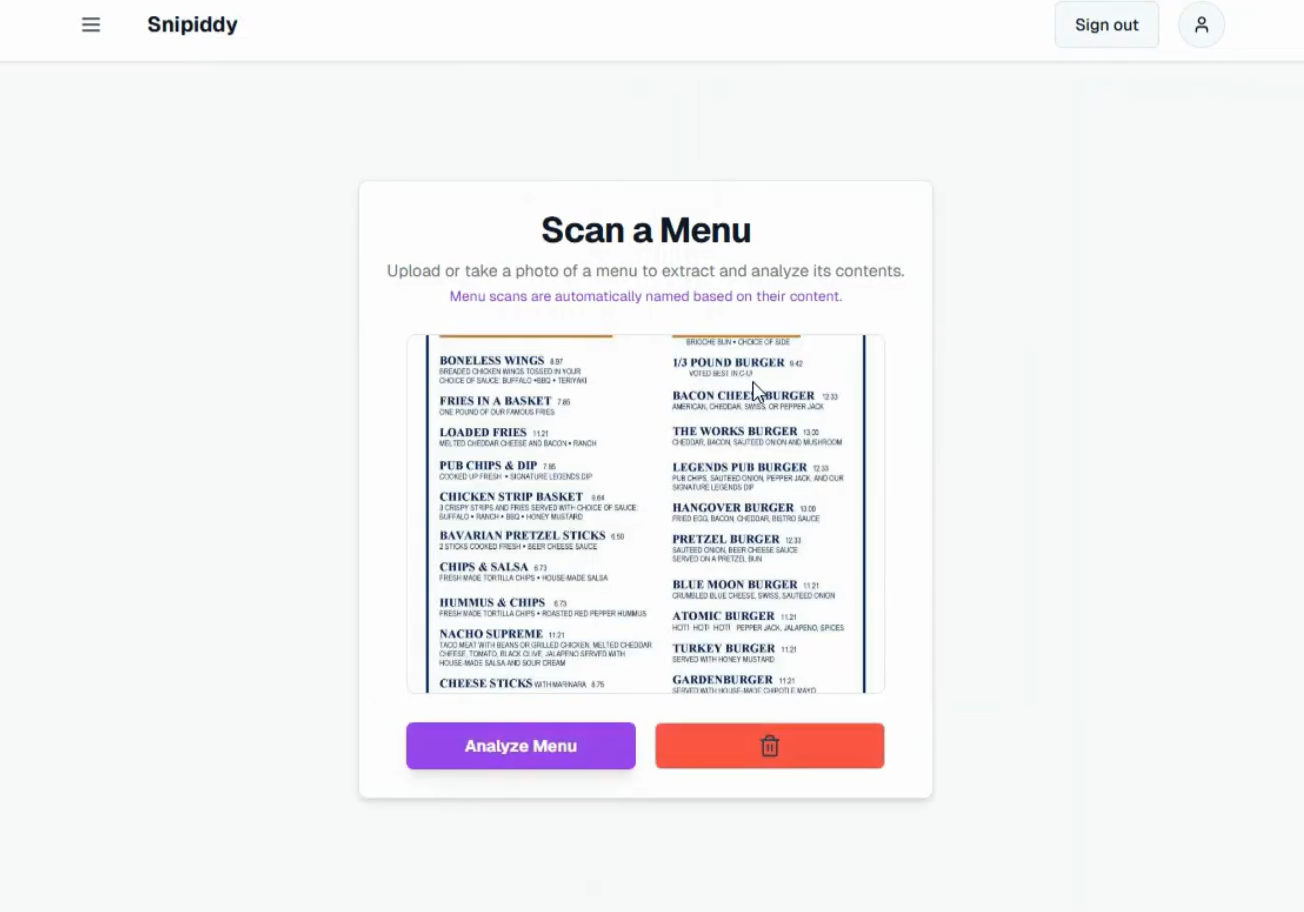 Snipiddy
Sign out
Scan a Menu
Upload or take a photo of a menu to extract and analyze its contents.
Menu scans are automatically named based on their content.
BONELESS WINGS 8.97
BREADED CHICKEN WINGS TOSSED IN YOUR
CHOICE OF SAUCE: BUFFALO •BBQ • TERIYAKI
FRIES IN A BASKET 7.85
ONE POUND OF OUR FAMOUS FRIES
LOADED FRIES 11.21
MELTED CHEDDAR CHEESE AND BACON • RANCH
PUB CHIPS & DIP 7.85
COOKED UP FRESH • SIGNATURE LEGENDS DIP
CHICKEN STRIP BASKET 9.64
3 CRISPY STRIPS AND FRIES SERVED WITH CHOICE OF SAUCE
BUFFALO • RANCH • BBQ • HONEY MUSTARD
BAVARIAN PRETZEL STICKS 6.50
2 STICKS COOKED FRESH • BEER CHEESE SAUCE
CHIPS & SALSA 6.73
FRESH MADE TORTILLA CHIPS • HOUSE-MADE SALSA
HUMMUS & CHIPS 6.73
FRESH MADE TORTILLA CHIPS • ROASTED RED PEPPER HUMMUS
NACHO SUPREME 11.21
TACO MEAT WITH BEANS OR GRILLED CHICKEN, MELTED CHEDDAR
CHEESE, TOMATO, BLACK OLIVE, JALAPENO SERVED WITH
HOUSE-MADE SALSA AND SOUR CREAM
CHEESE STICKS WITH MARINARA 8.75
BRIOCHE BUN • CHOICE OF SIDE
1/3 POUND BURGER 9.42
VOTED BEST IN C-U!
BACON CHEESEBURGER 12.33
AMERICAN, CHEDDAR, SWISS, OR PEPPER JACK
THE WORKS BURGER 13.00
CHEDDAR, BACON, SAUTEED ONION AND MUSHROOM
LEGENDS PUB BURGER 12.33
PUB CHIPS, SAUTEED ONION, PEPPER JACK, AND OUR
SIGNATURE LEGENDS DIP
HANGOVER BURGER 13.00
FRIED EGG, BACON, CHEDDAR, BISTRO SAUCE
PRETZEL BURGER 12.33
SAUTEED ONION, BEER CHEESE SAUCE
SERVED ON A PRETZEL BUN
BLUE MOON BURGER 11.21
CRUMBLED BLUE CHEESE, SWISS, SAUTEED ONION
ATOMIC BURGER 11.21
HOT! HOT! HOT! PEPPER JACK, JALAPENO, SPICES
TURKEY BURGER 11.21
SERVED WITH HONEY MUSTARD
GARDENBURGER 11.21
SERVED WITH HOUSE-MADE CHIPOTLE MAYO
Analyze Menu